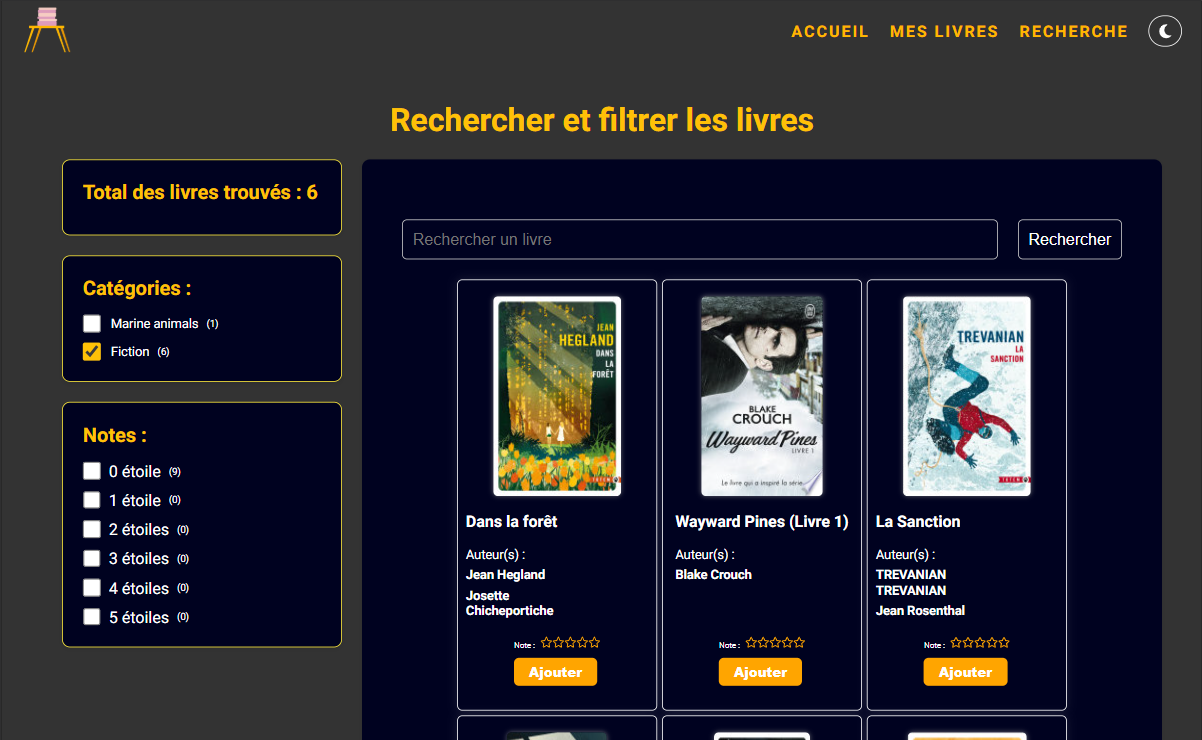 ACCUEIL MES LIVRES RECHERCHE
Rechercher et filtrer les livres
Total des livres trouvés : 6
Catégories :
Marine animals (1)
Fiction (6)
Notes :
0 étoile (9)
1 étoile (0)
2 étoiles (0)
3 étoiles (0)
4 étoiles (0)
5 étoiles (0)
Rechercher un livre
Rechercher
JEAN
HEGLAND
DANS
LA
FORÊT
TOTEM
Dans la forêt
Auteur(s) :
Jean Hegland
Josette
Chicheportiche
Note :
Ajouter
BLAKE
CROUCH
Wayward Pines
LIVRE 1
Le livre qui a inspiré la série
Wayward Pines (Livre 1)
Auteur(s) :
Blake Crouch
Note :
Ajouter
TREVANIAN
LA
SANCTION
TOTEM
La Sanction
Auteur(s) :
TREVANIAN
TREVANIAN
Jean Rosenthal
Note :
Ajouter